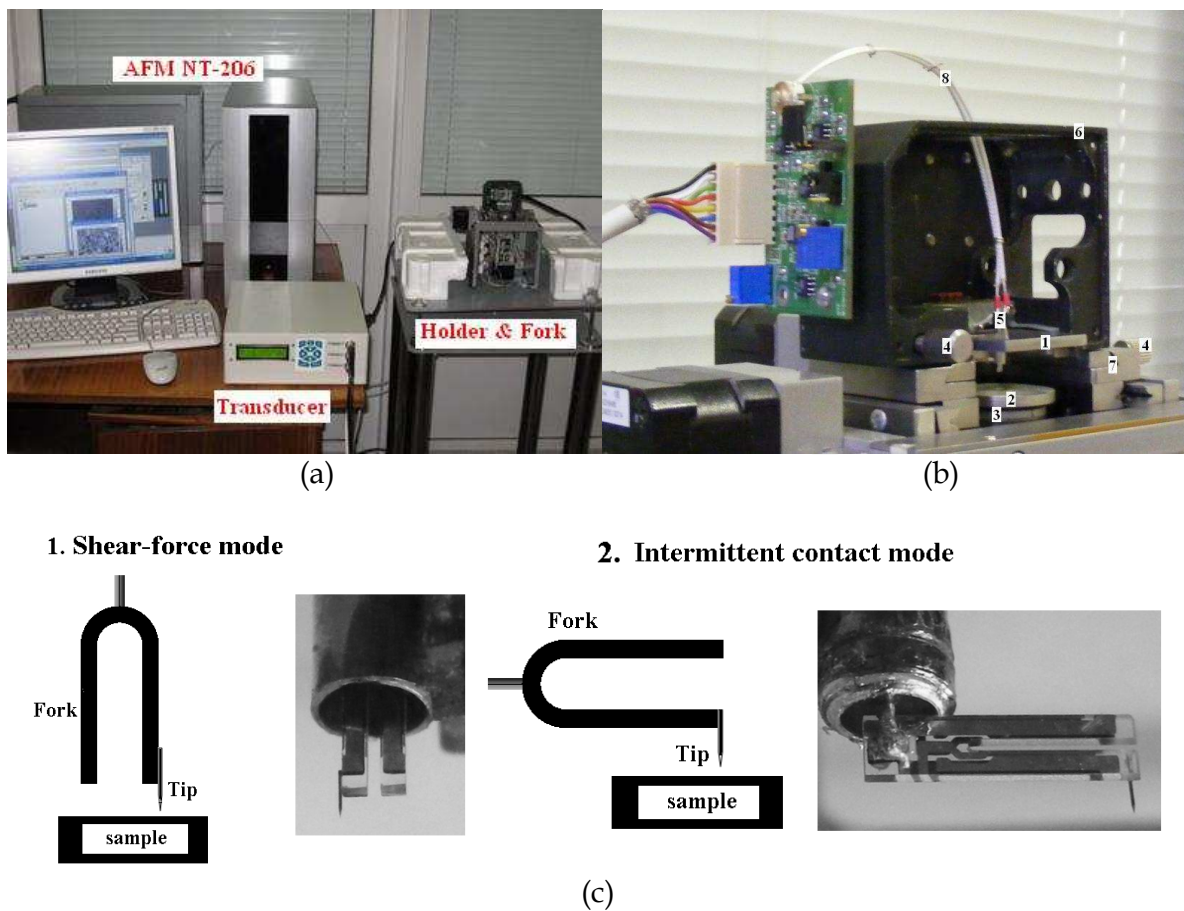 AFM NT-206
Holder & Fork
Transducer
SAMSUNG
8
6
5
4
1
4
7
2
3
(a)
(b)
1. Shear-force mode
2. Intermittent contact mode
Fork
Fork
Tip
Tip
sample
sample
(c)